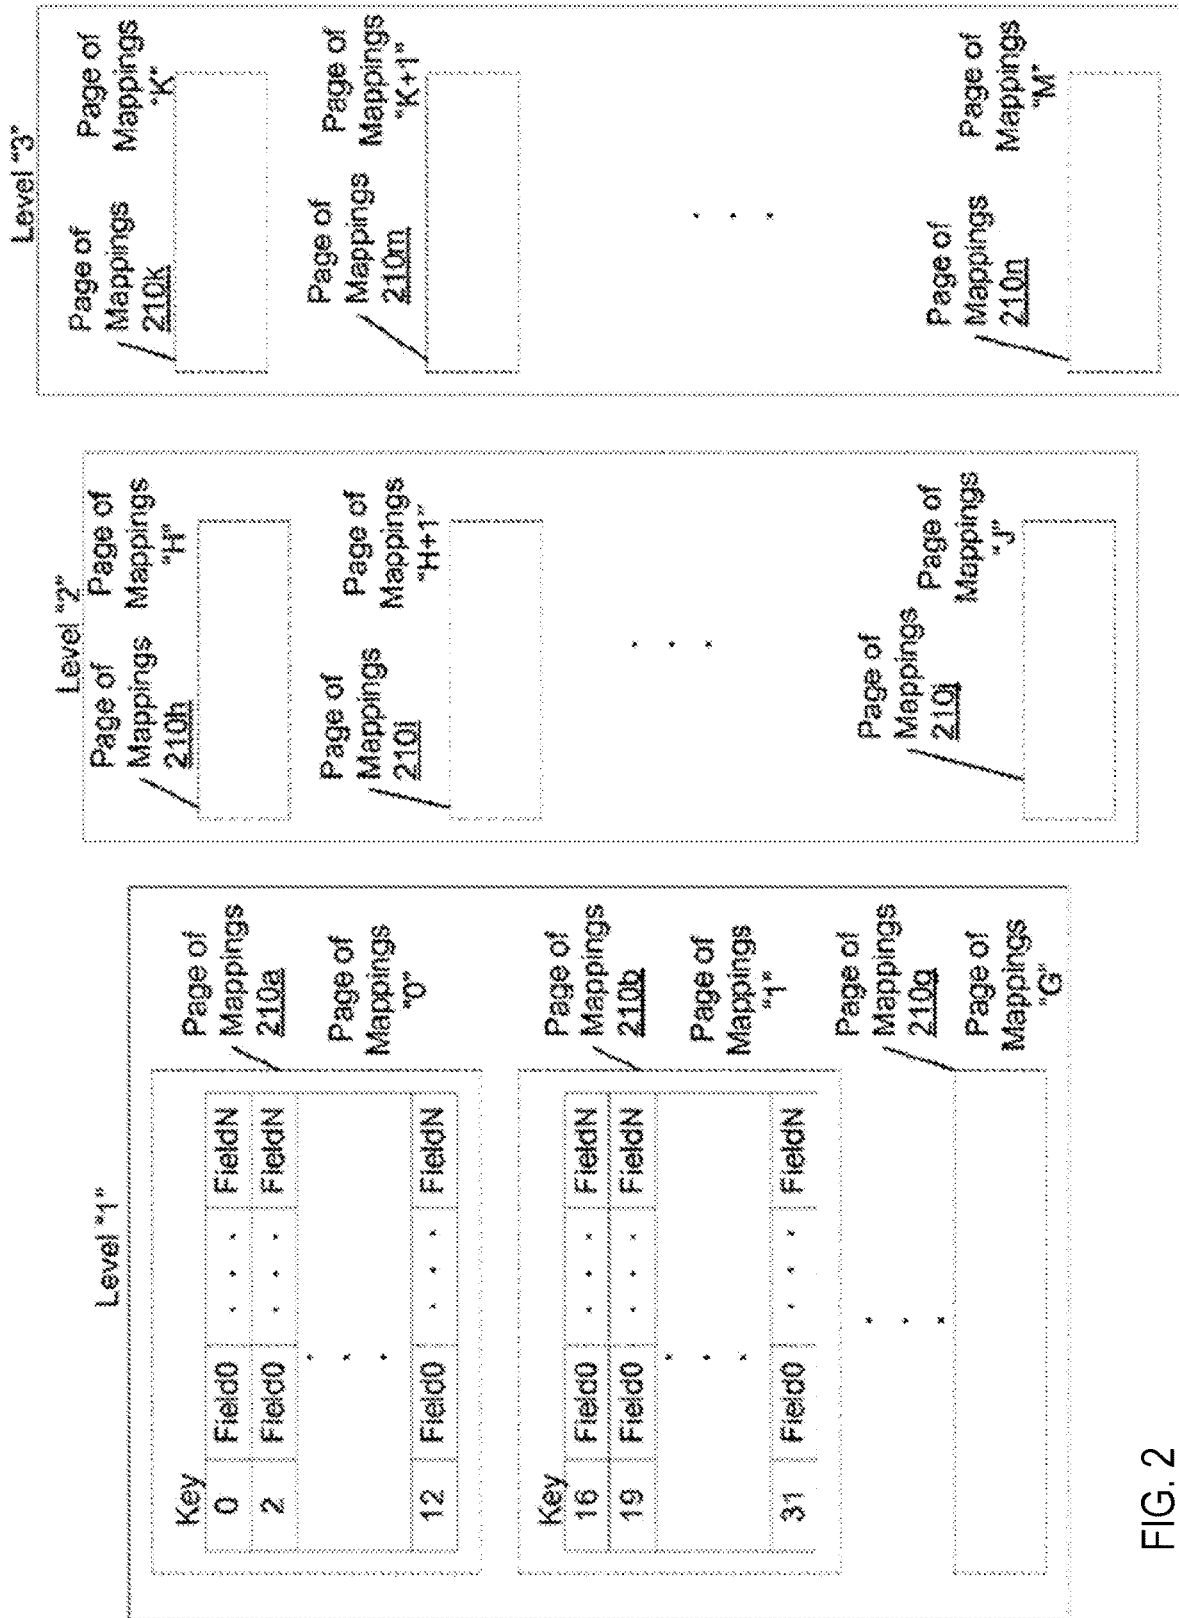 Level "1"
Key
0 Field0 . . . FieldN
2 Field0 . . . FieldN
. . .
12 Field0 . . . FieldN
Page of
Mappings
210a
Page of
Mappings
"0"
Key
16 Field0 . . . FieldN
19 Field0 . . . FieldN
. . .
31 Field0 . . . FieldN
Page of
Mappings
210b
Page of
Mappings
"1"
. . .
Page of
Mappings
210g
Page of
Mappings
"G"
Level "2"
Page of
Mappings
210h
Page of
Mappings
"H"
Page of
Mappings
210i
Page of
Mappings
"H+1"
. . .
Page of
Mappings
210j
Page of
Mappings
"J"
Level "3"
Page of
Mappings
210k
Page of
Mappings
"K"
Page of
Mappings
210m
Page of
Mappings
"K+1"
. . .
Page of
Mappings
210n
Page of
Mappings
"M"
FIG. 2